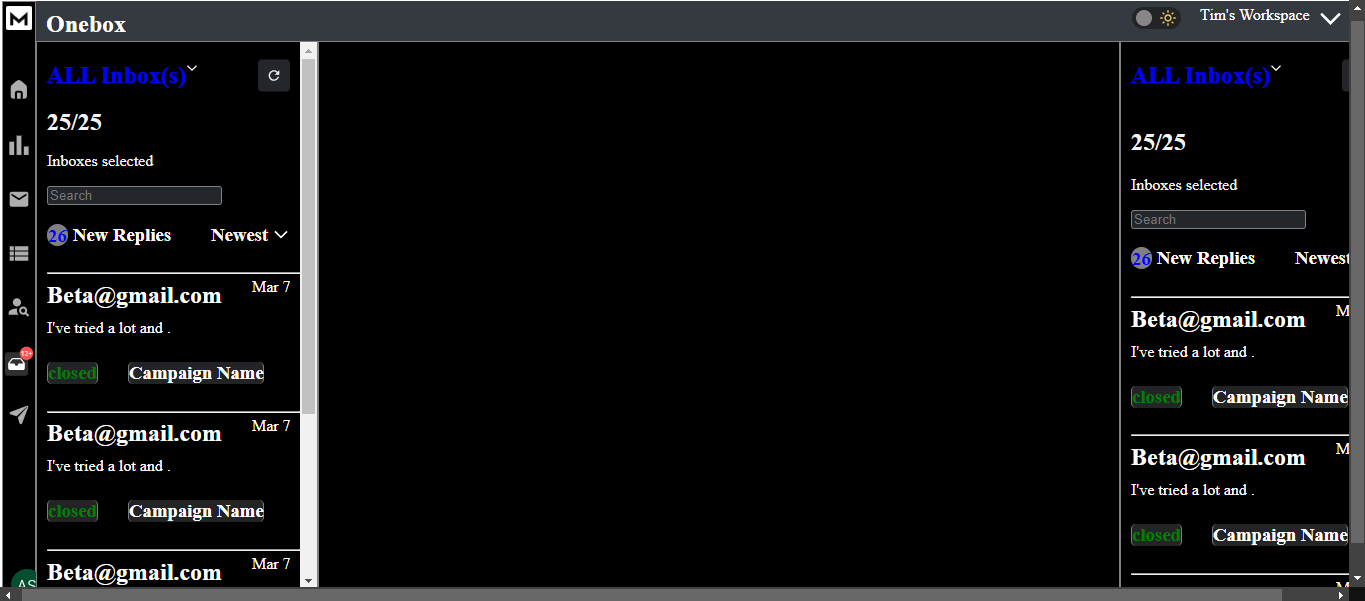 M
Onebox
Tim's Workspace
ALL Inbox(s)
25/25
Inboxes selected
Search
26 New Replies Newest
Beta@gmail.com Mar 7
I've tried a lot and .
closed Campaign Name
Beta@gmail.com Mar 7
I've tried a lot and .
closed Campaign Name
Beta@gmail.com Mar 7
12+
AS
ALL Inbox(s)
25/25
Inboxes selected
Search
26 New Replies Newest
Beta@gmail.com M
I've tried a lot and .
closed Campaign Name
Beta@gmail.com M
I've tried a lot and .
closed Campaign Name
M